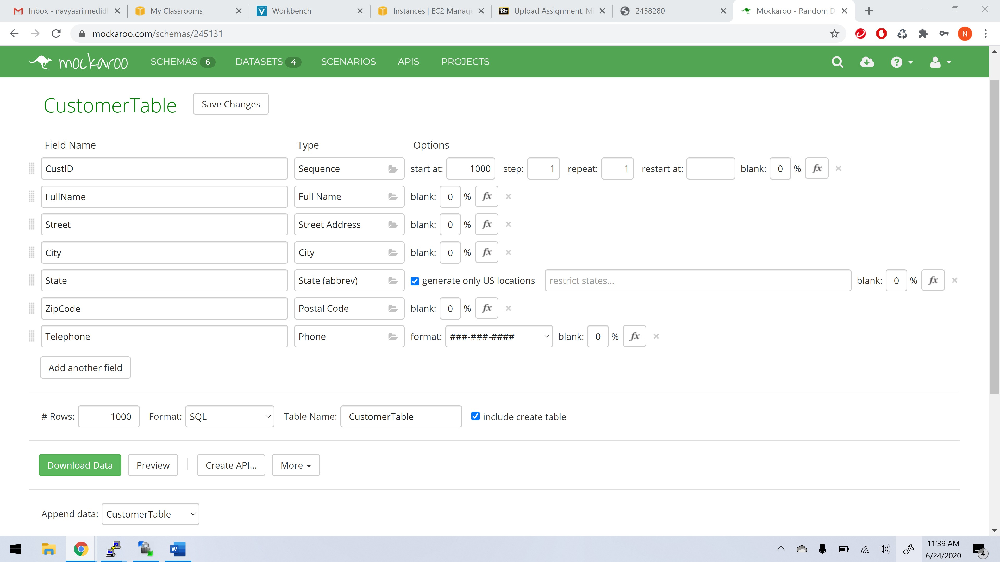 Inbox - navyasri.medidi
My Classrooms
Workbench
Instances | EC2 Manage
Upload Assignment: M
2458280
Mockaroo - Random D
mockaroo.com/schemas/245131
N
mockaroo SCHEMAS 6 DATASETS 4 SCENARIOS APIS PROJECTS
CustomerTable Save Changes
Field Name Type Options
CustID Sequence start at: 1000 step: 1 repeat: 1 restart at: blank: 0 % fx ×
FullName Full Name blank: 0 % fx ×
Street Street Address blank: 0 % fx ×
City City blank: 0 % fx ×
State State (abbrev) generate only US locations restrict states... blank: 0 % fx ×
ZipCode Postal Code blank: 0 % fx ×
Telephone Phone format: ###-###-#### blank: 0 % fx ×
Add another field
# Rows: 1000 Format: SQL Table Name: CustomerTable include create table
Download Data Preview Create API... More
Append data: CustomerTable
11:39 AM
6/24/2020
4